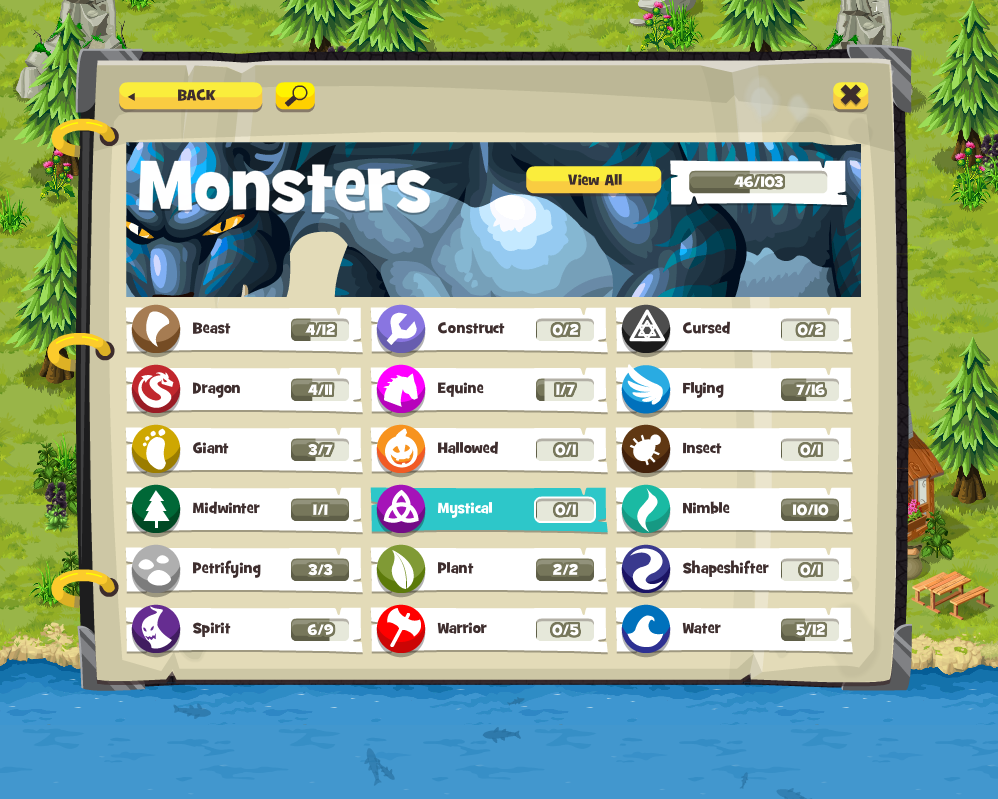 BACK
Monsters
View All
46/103
Beast 4/12
Construct 0/2
Cursed 0/2
Dragon 4/11
Equine 1/7
Flying 7/16
Giant 3/7
Hallowed 0/1
Insect 0/1
Midwinter 1/1
Mystical 0/1
Nimble 10/10
Petrifying 3/3
Plant 2/2
Shapeshifter 0/1
Spirit 6/9
Warrior 0/5
Water 5/12